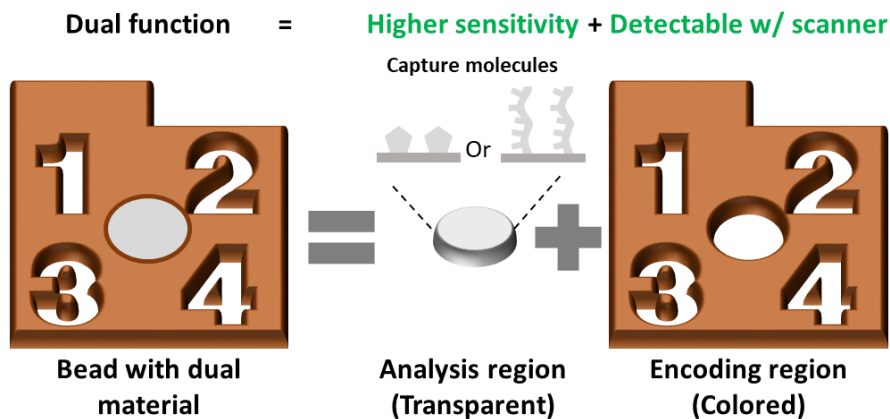 Dual function = Higher sensitivity + Detectable w/ scanner
Capture molecules
Or
1 2
3 4
1 2
3 4
Bead with dual
material
Analysis region
(Transparent)
Encoding region
(Colored)